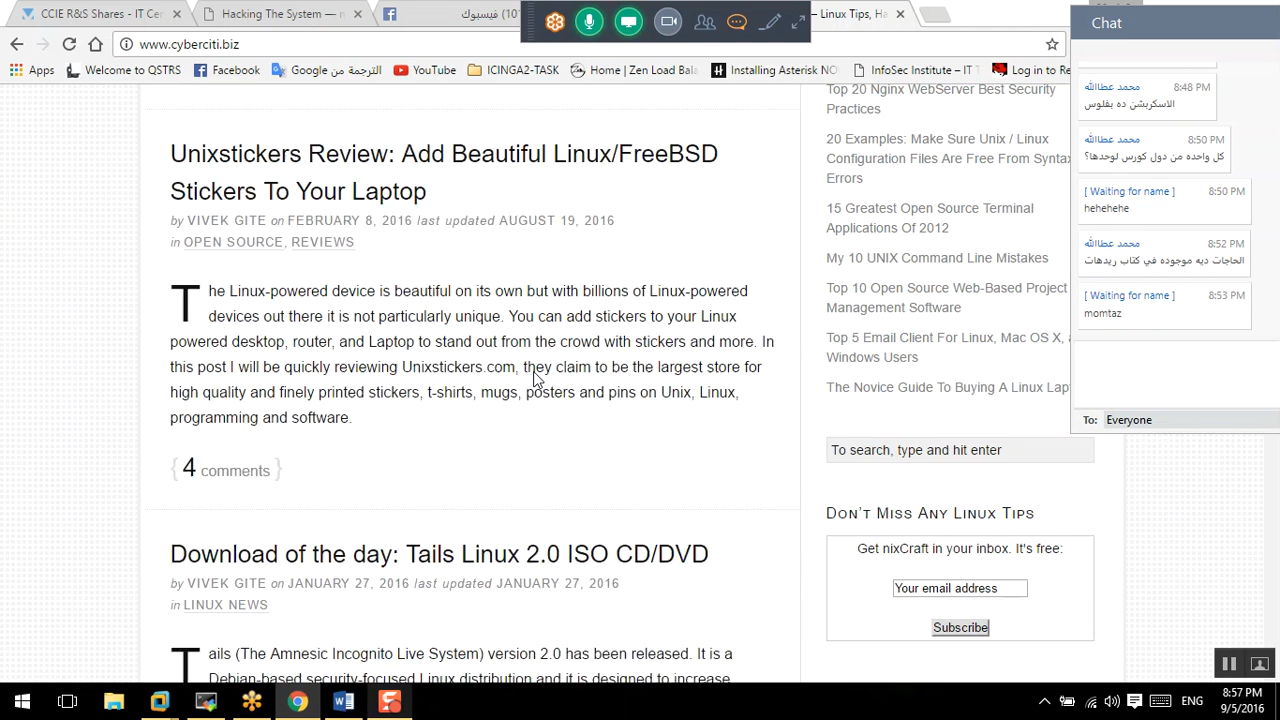 CCIE R&S Shares - IT Cer
Hacking The System — n
فيسبوك (10
— Linux Tips, Ha
www.cyberciti.biz
Apps
Welcome to QSTRS
Facebook
الترجمة من Google
YouTube
ICINGA2-TASK
Home | Zen Load Bala
Installing Asterisk NO
InfoSec Institute – IT T
Log in to Re
Unixstickers Review: Add Beautiful Linux/FreeBSD
Stickers To Your Laptop
by VIVEK GITE on FEBRUARY 8, 2016 last updated AUGUST 19, 2016
in OPEN SOURCE, REVIEWS
The Linux-powered device is beautiful on its own but with billions of Linux-powered
devices out there it is not particularly unique. You can add stickers to your Linux
powered desktop, router, and Laptop to stand out from the crowd with stickers and more. In
this post I will be quickly reviewing Unixstickers.com, they claim to be the largest store for
high quality and finely printed stickers, t-shirts, mugs, posters and pins on Unix, Linux,
programming and software.
{ 4 comments }
Download of the day: Tails Linux 2.0 ISO CD/DVD
by VIVEK GITE on JANUARY 27, 2016 last updated JANUARY 27, 2016
in LINUX NEWS
Tails (The Amnesic Incognito Live System) version 2.0 has been released. It is a
Debian-based security-focused Linux distribution and it is designed to increase
Top 20 Nginx WebServer Best Security
Practices
20 Examples: Make Sure Unix / Linux
Configuration Files Are Free From Syntax
Errors
15 Greatest Open Source Terminal
Applications Of 2012
My 10 UNIX Command Line Mistakes
Top 10 Open Source Web-Based Project
Management Software
Top 5 Email Client For Linux, Mac OS X, a
Windows Users
The Novice Guide To Buying A Linux Lap
To search, type and hit enter
Don't Miss Any Linux Tips
Get nixCraft in your inbox. It's free:
Your email address
Subscribe
Chat
محمد عطاالله 8:48 PM
الاسكريشن ده بفلوس
محمد عطاالله 8:50 PM
كل واحده من دول كورس لوحدها؟
[ Waiting for name ] 8:50 PM
hehehehe
محمد عطاالله 8:52 PM
الحاجات ديه موجوده في كتاب ريدهات
[ Waiting for name ] 8:53 PM
momtaz
To: Everyone
ENG
8:57 PM
9/5/2016